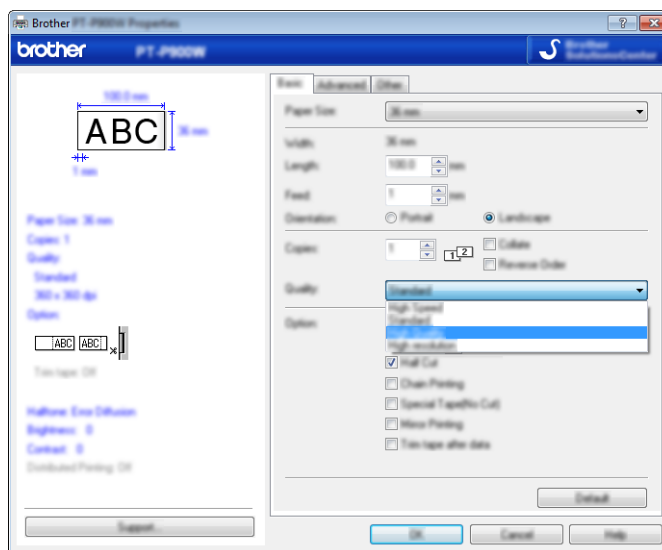 Brother PT-P900W Properties
brother PT-P900W
Brother
SolutionsCenter
100.0 mm
ABC
36 mm
1 mm
Paper Size: 36 mm
Copies: 1
Quality:
Standard
360 x 360 dpi
Option:
ABC ABC
Trim tape: Off
Halftone: Error Diffusion
Brightness: 0
Contrast: 0
Distributed Printing: Off
Support...
Basic Advanced Other
Paper Size: 36 mm
Width: 36 mm
Length: 100.0 mm
Feed: 1 mm
Orientation: Portrait Landscape
Copies: 1 1 2 Collate
Reverse Order
Quality: Standard
High Speed
Standard
High Quality
High resolution
Option:
Half Cut
Chain Printing
Special Tape(No Cut)
Mirror Printing
Trim tape after data
Default
OK Cancel Help